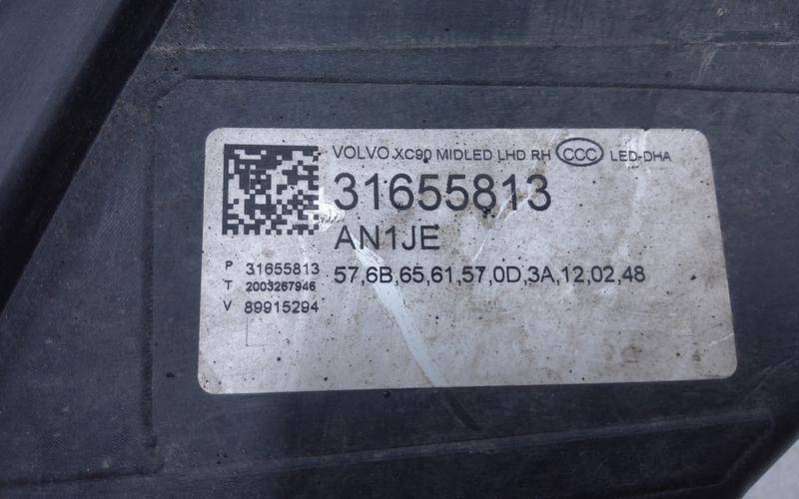 VOLVO XC90 MIDLED LHD RH CCC LED-DHA
31655813
AN1JE
P 31655813
T 2003267946
V 89915294
57,6B,65,61,57,0D,3A,12,02,48